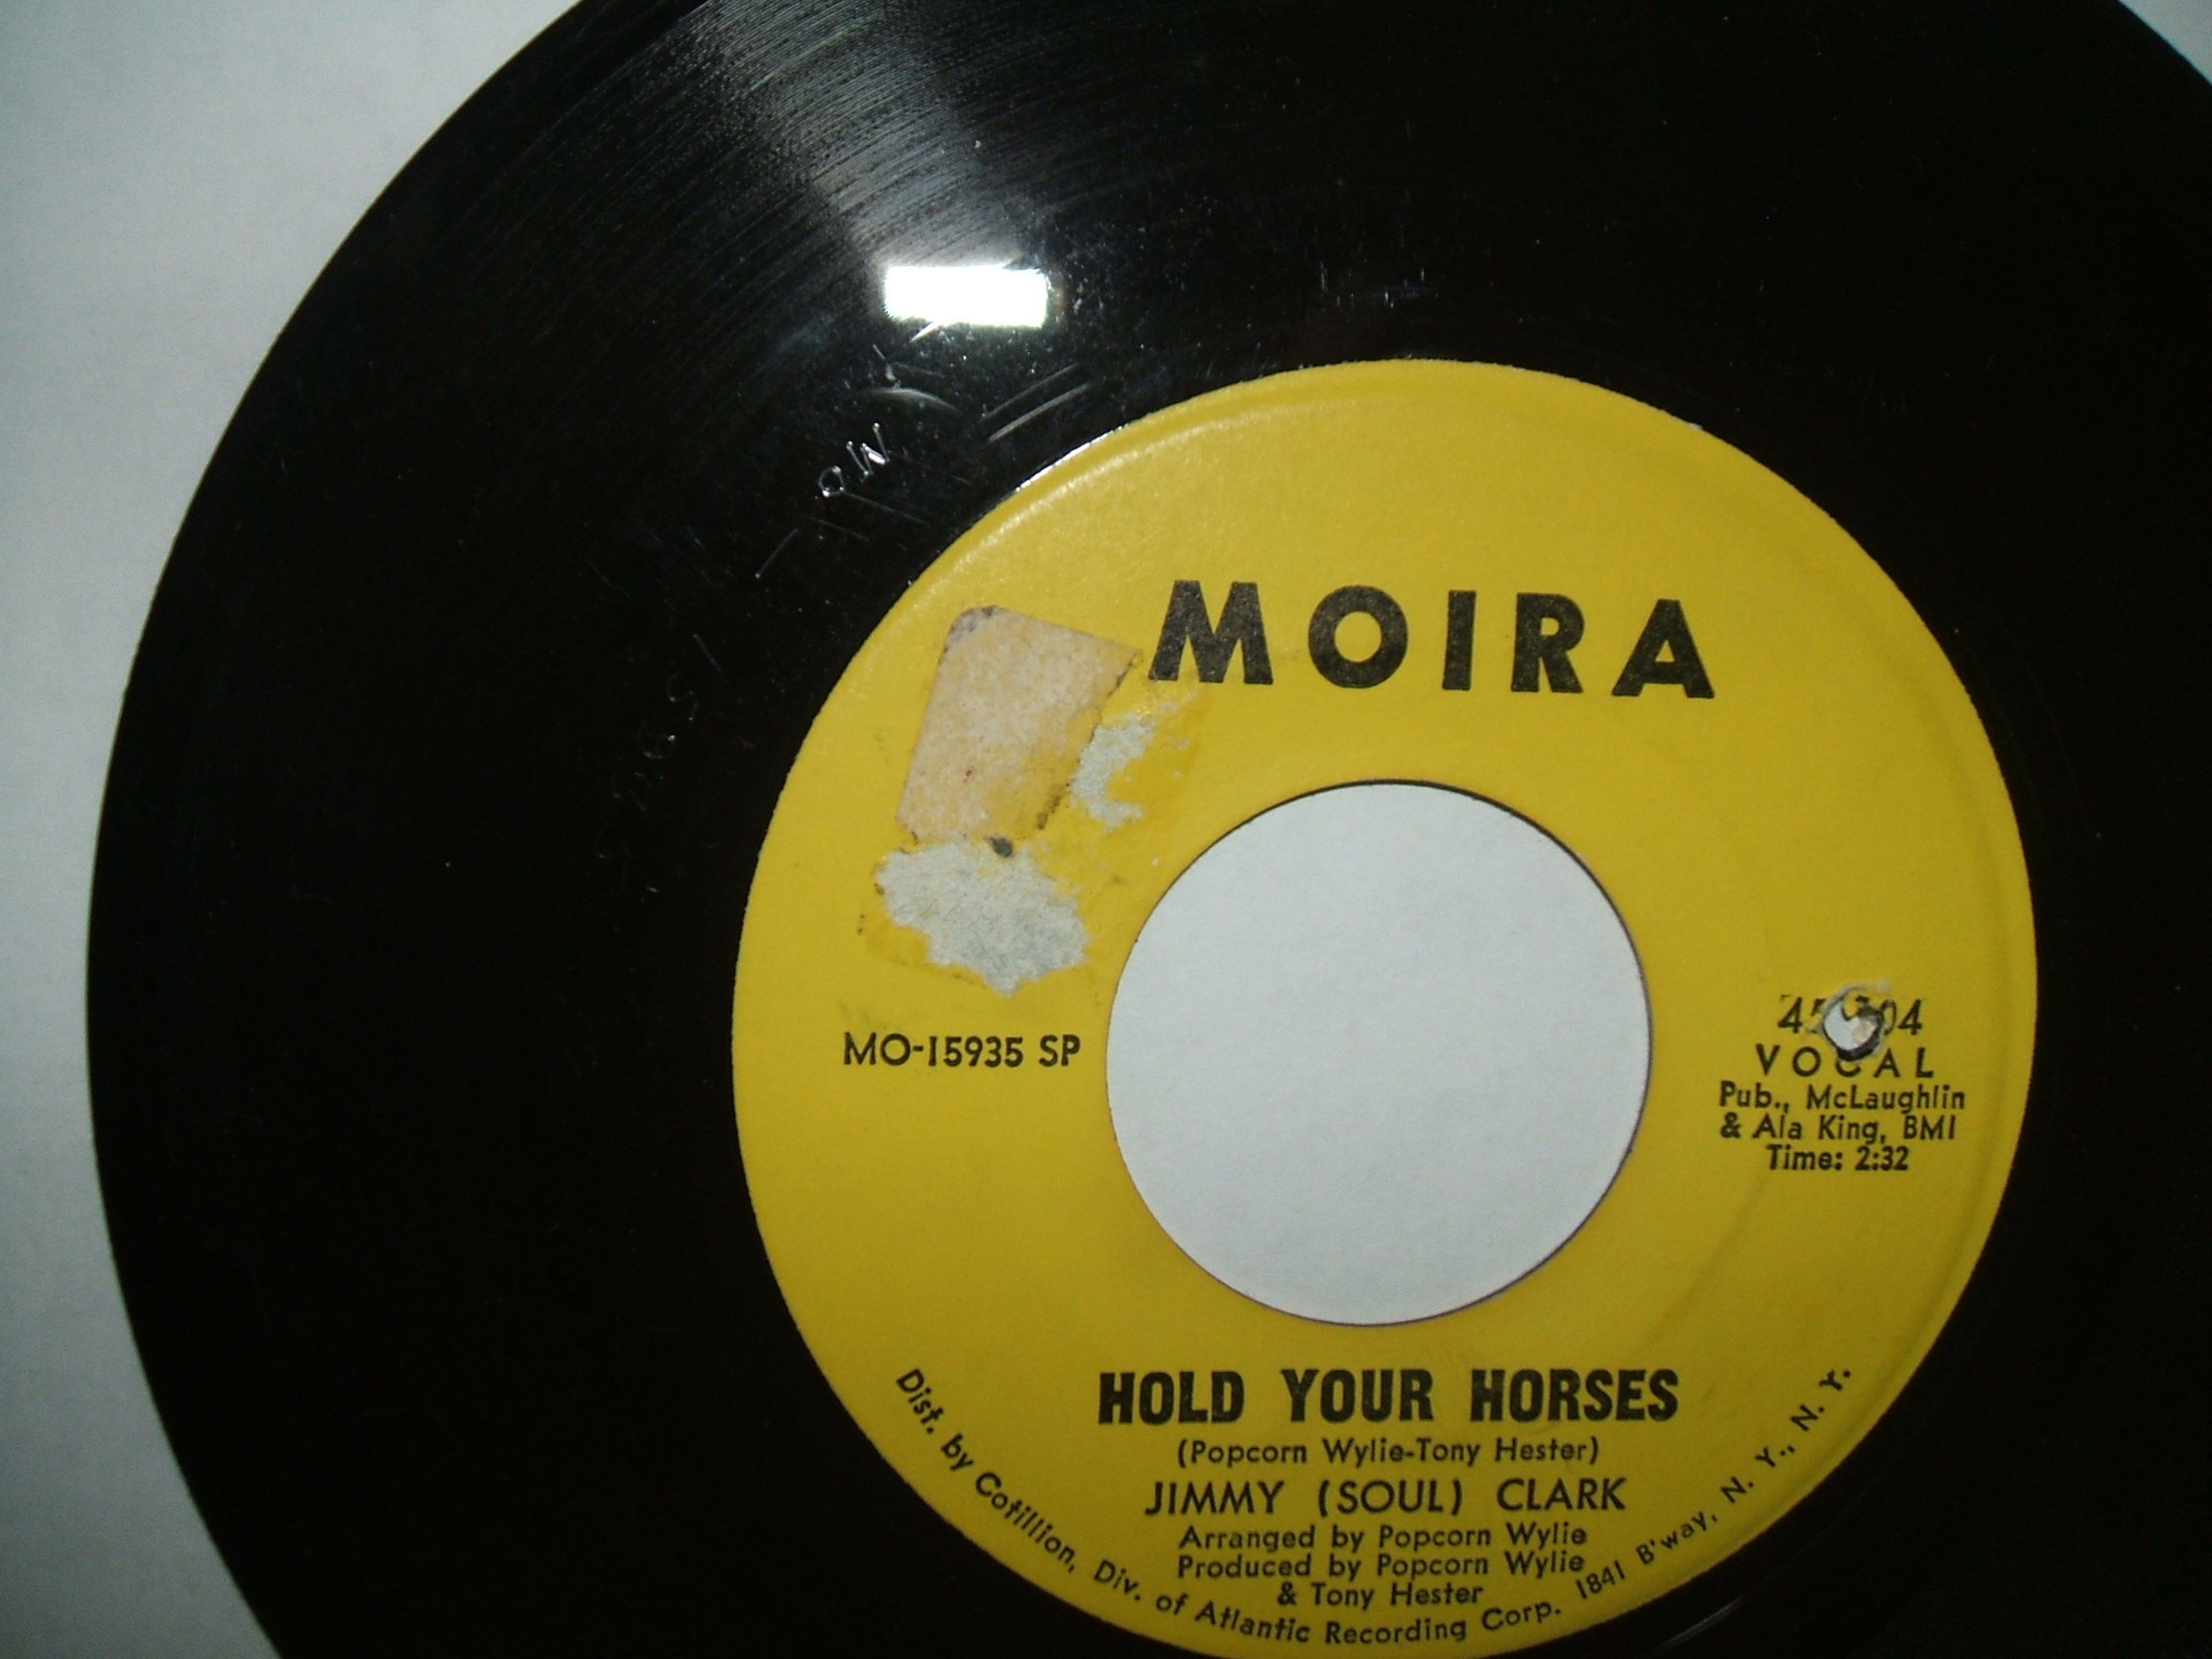 MO
MOIRA
MO-15935 SP
VOCAL
Pub., McLaughlin
& Ala King, BMI
Time: 2:32
HOLD YOUR HORSES
(Popcorn Wylie-Tony Hester)
JIMMY (SOUL) CLARK
Arranged by Popcorn Wylie
Produced by Popcorn Wylie
& Tony Hester
Dist. by Cotillion, Div. of Atlantic Recording Corp. 1841 B'way, N. Y., N. Y.